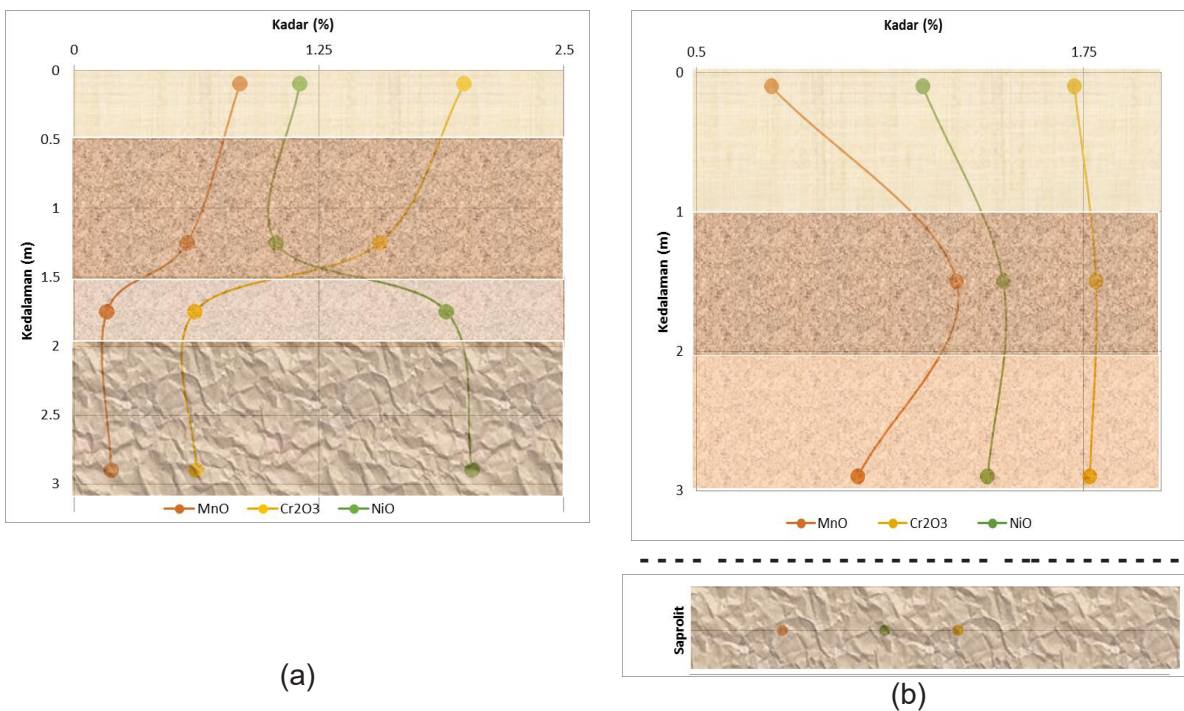 Kadar (%)
0 1.25 2.5
Kedalaman (m)
0
0.5
1
1.5
2
2.5
3
MnO Cr2O3 NiO
(a)
Kadar (%)
0.5 1.75
Kedalaman (m)
0
1
2
3
MnO Cr2O3 NiO
Saprolit
(b)